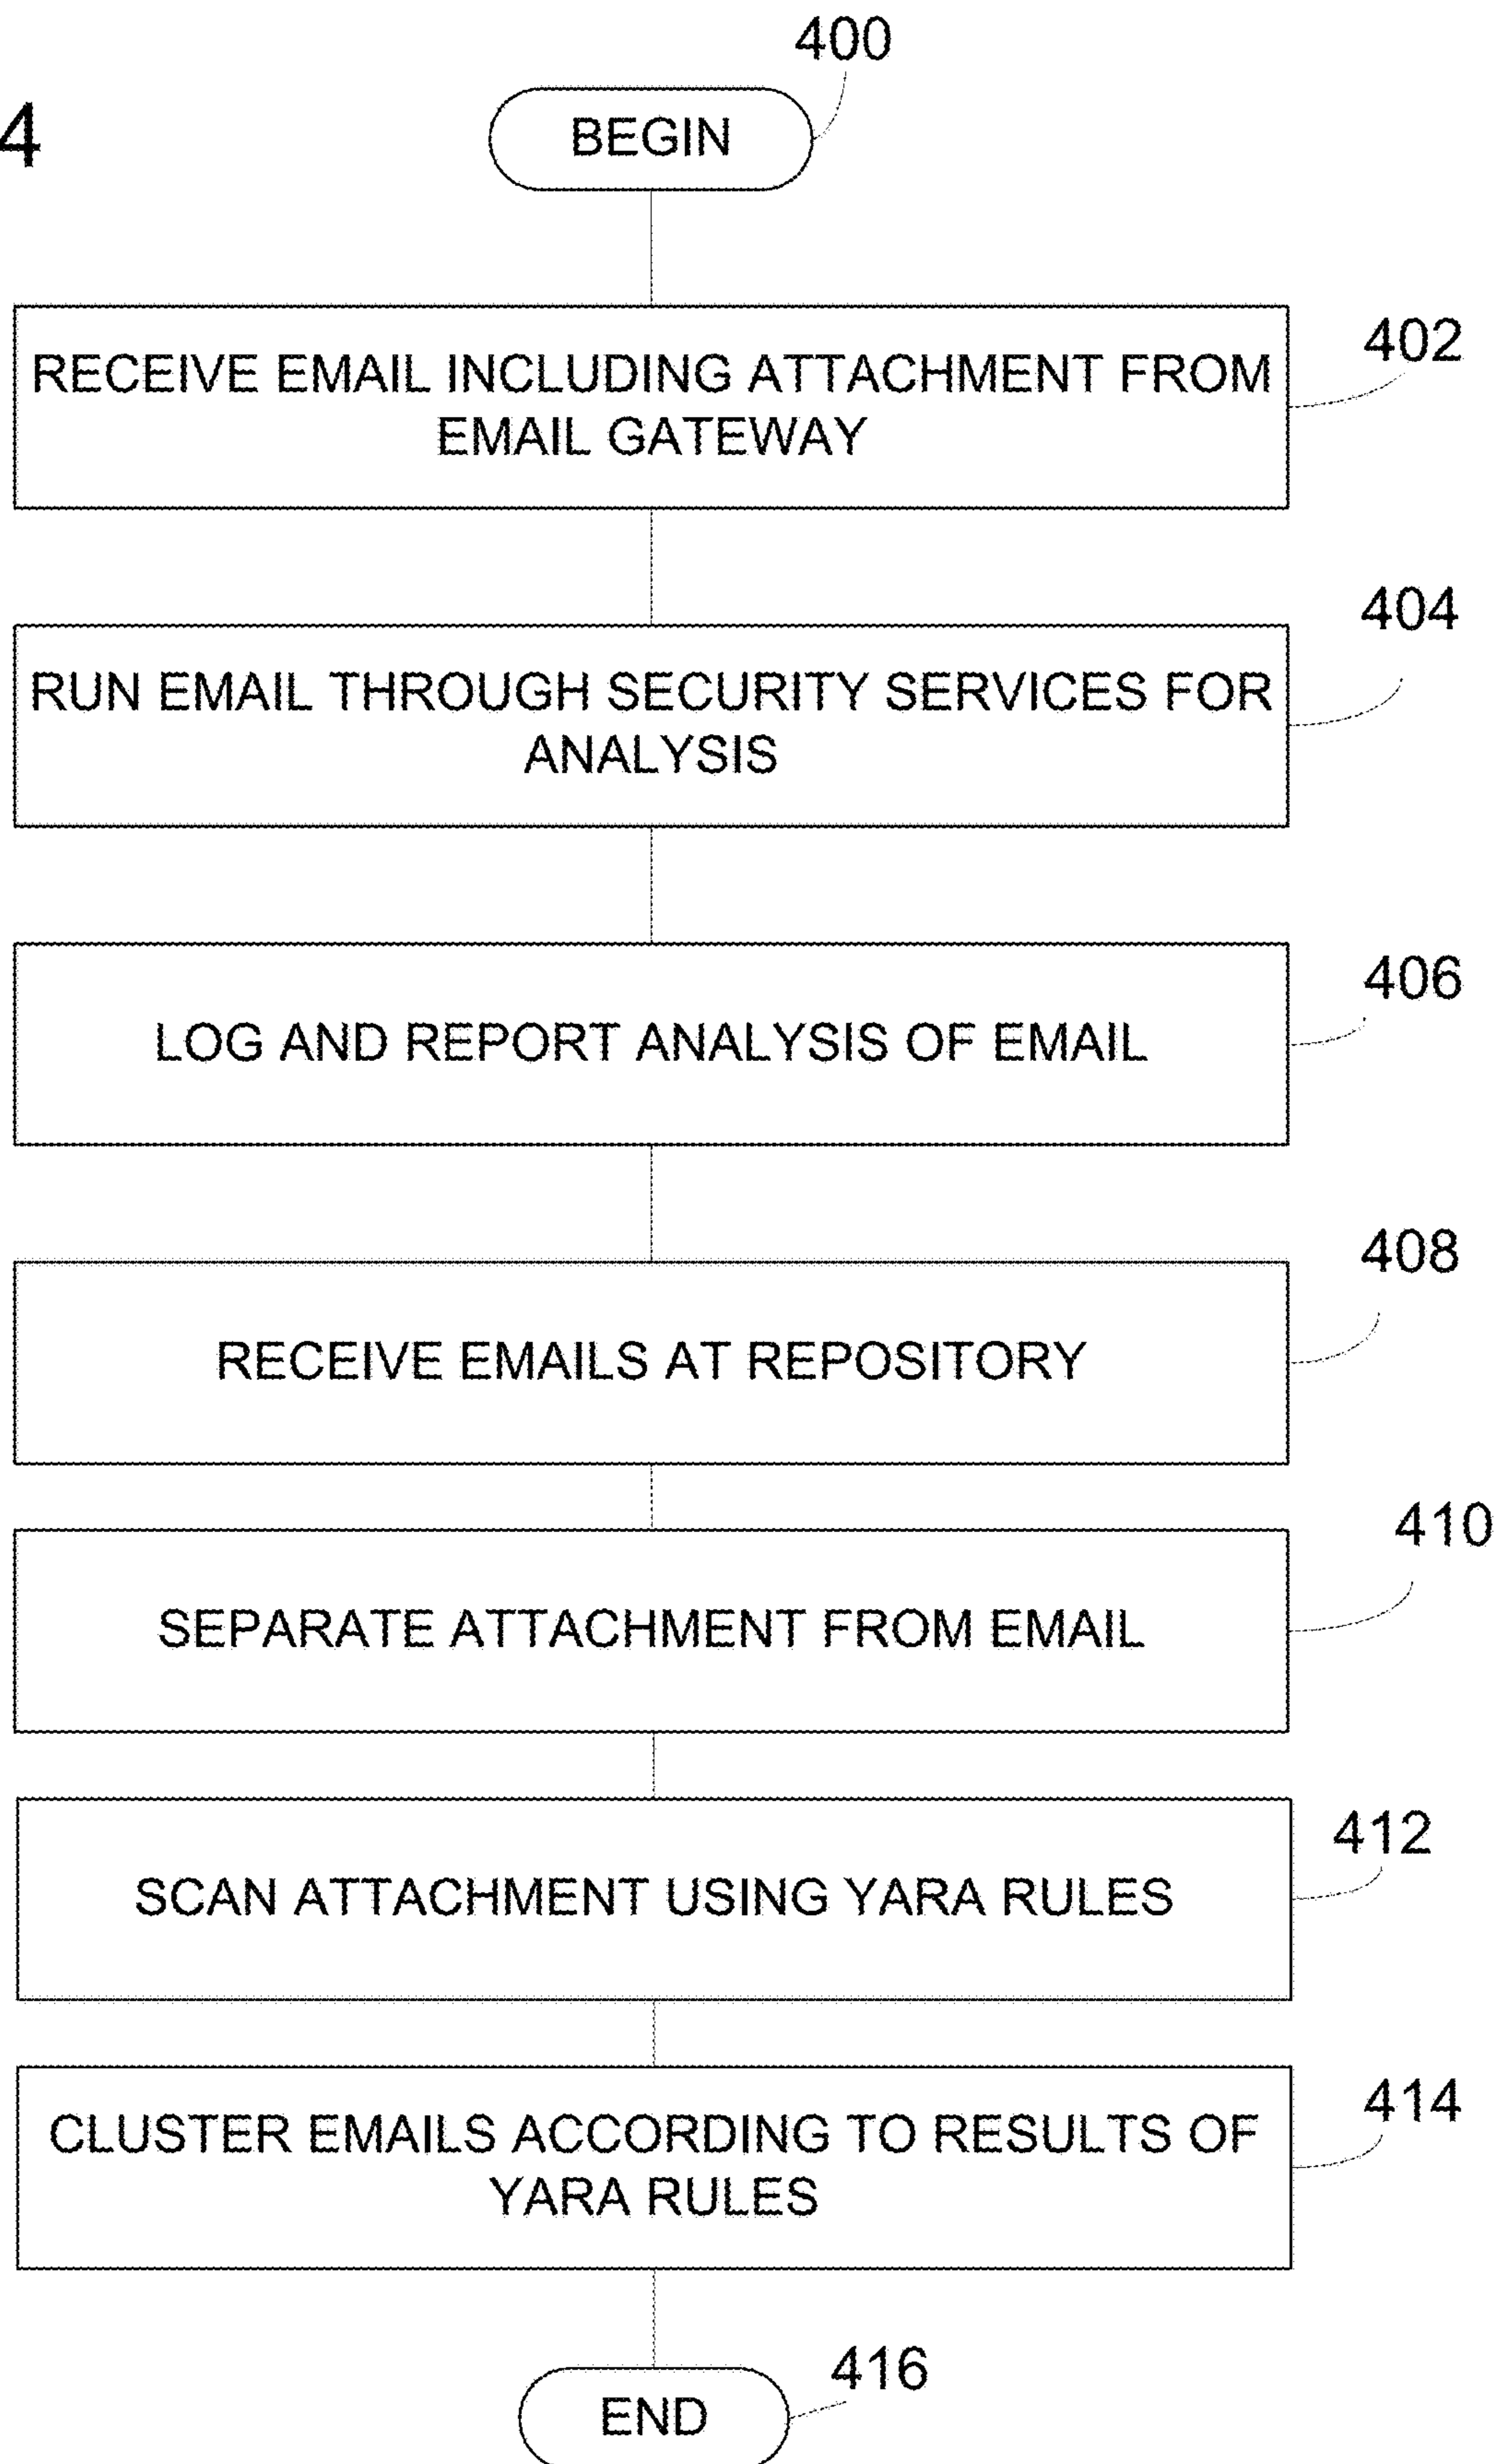 400
4
BEGIN
402
RECEIVE EMAIL INCLUDING ATTACHMENT FROM
EMAIL GATEWAY
404
RUN EMAIL THROUGH SECURITY SERVICES FOR
ANALYSIS
406
LOG AND REPORT ANALYSIS OF EMAIL
408
RECEIVE EMAILS AT REPOSITORY
410
SEPARATE ATTACHMENT FROM EMAIL
412
SCAN ATTACHMENT USING YARA RULES
414
CLUSTER EMAILS ACCORDING TO RESULTS OF
YARA RULES
416
END